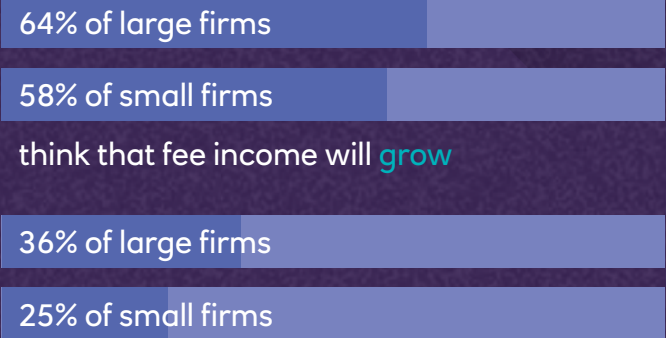 64% of large firms
58% of small firms
think that fee income will grow
36% of large firms
25% of small firms